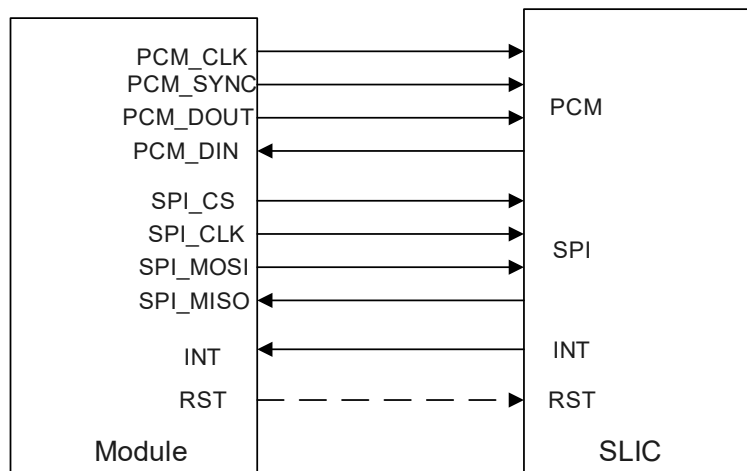 PCM_CLK
PCM_SYNC
PCM_DOUT
PCM_DIN
SPI_CS
SPI_CLK
SPI_MOSI
SPI_MISO
INT
RST
Module
PCM
SPI
INT
RST
SLIC